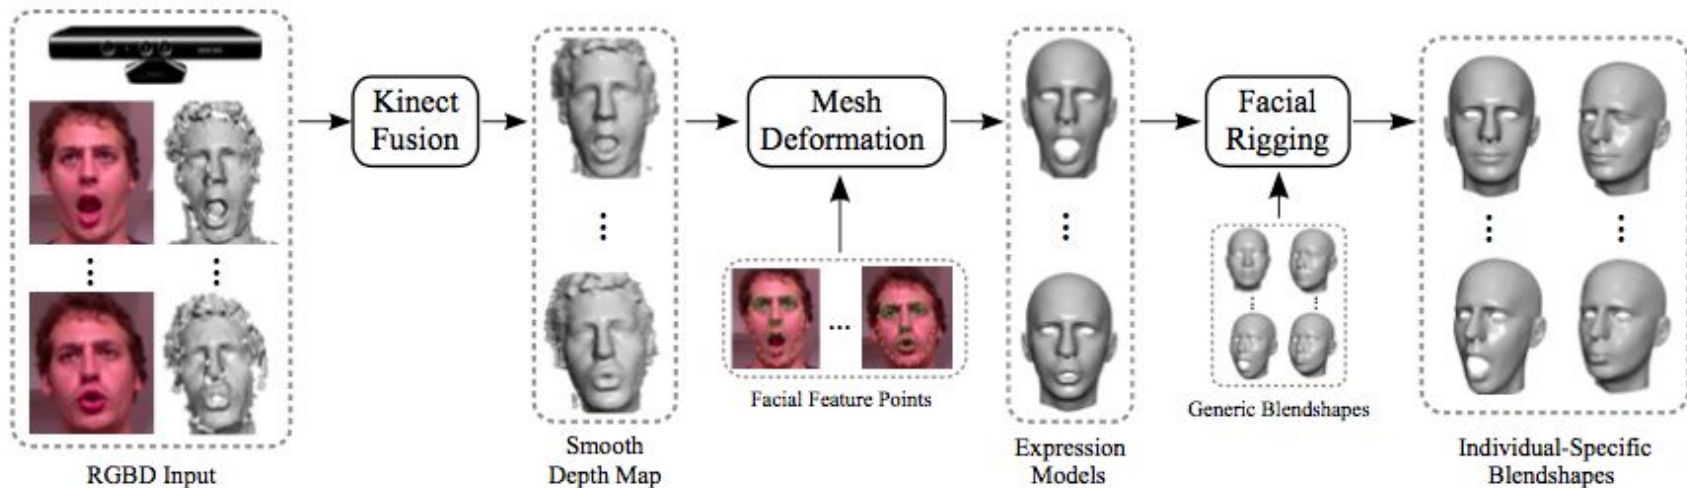 Kinect
Fusion
Mesh
Deformation
Facial
Rigging
Facial Feature Points
Generic Blendshapes
RGBD Input
Smooth
Depth Map
Expression
Models
Individual-Specific
Blendshapes